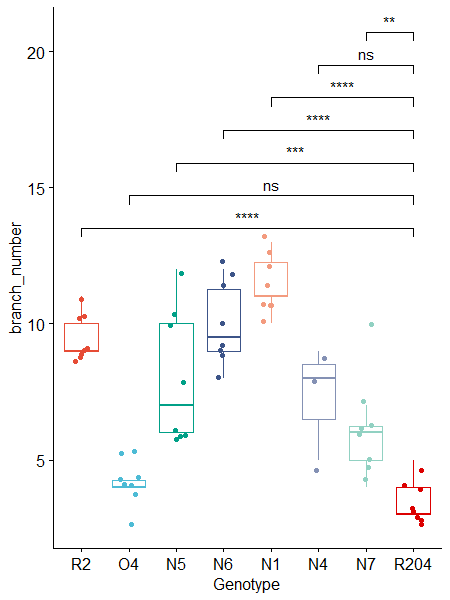 **
20
ns
****
****
***
15
ns
****
branch_number
10
5
R2 O4 N5 N6 N1 N4 N7 R204
Genotype